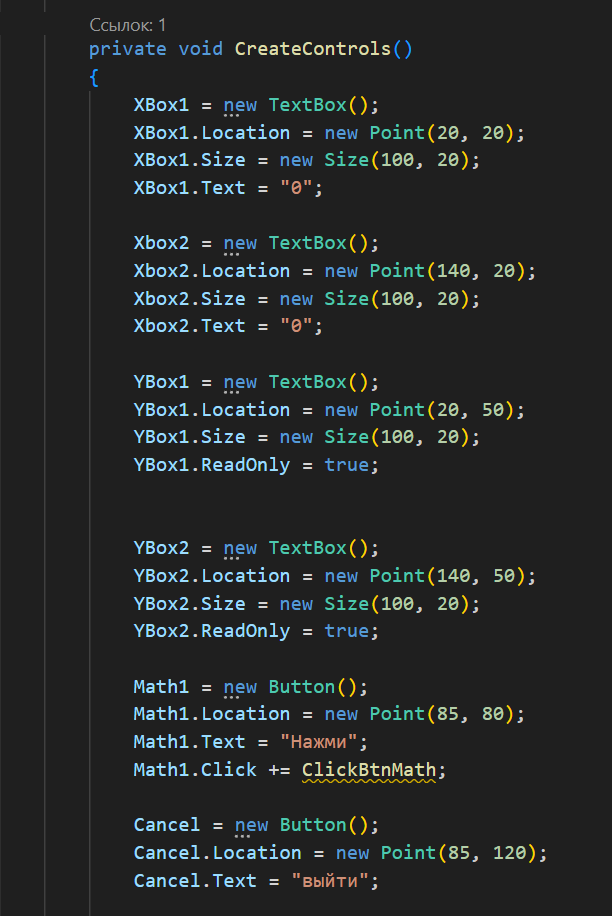 Ссылок: 1
private void CreateControls()
{
XBox1 = new TextBox();
XBox1.Location = new Point(20, 20);
XBox1.Size = new Size(100, 20);
XBox1.Text = "0";
Xbox2 = new TextBox();
Xbox2.Location = new Point(140, 20);
Xbox2.Size = new Size(100, 20);
Xbox2.Text = "0";
YBox1 = new TextBox();
YBox1.Location = new Point(20, 50);
YBox1.Size = new Size(100, 20);
YBox1.ReadOnly = true;
YBox2 = new TextBox();
YBox2.Location = new Point(140, 50);
YBox2.Size = new Size(100, 20);
YBox2.ReadOnly = true;
Math1 = new Button();
Math1.Location = new Point(85, 80);
Math1.Text = "Нажми";
Math1.Click += ClickBtnMath;
Cancel = new Button();
Cancel.Location = new Point(85, 120);
Cancel.Text = "выйти";